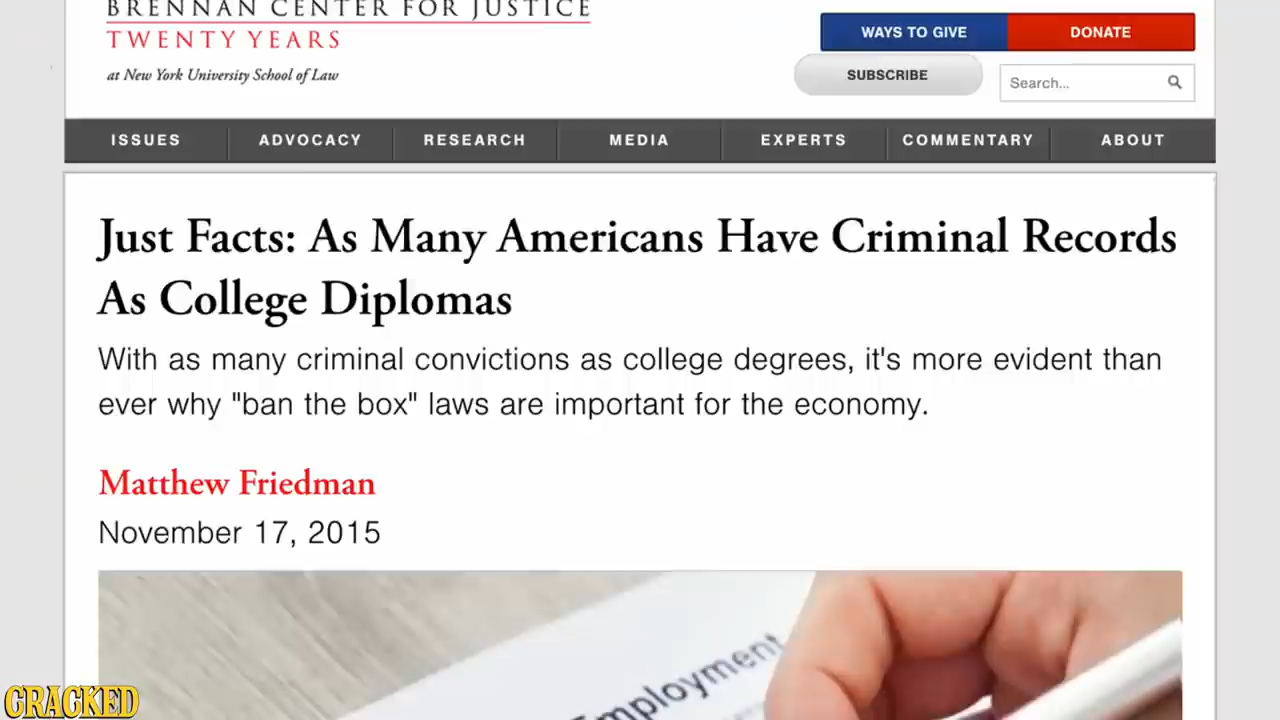 BRENNAN CENTER FOR JUSTICE
TWENTY YEARS
at New York University School of Law
WAYS TO GIVE
DONATE
SUBSCRIBE
Search...
ISSUES ADVOCACY RESEARCH MEDIA EXPERTS COMMENTARY ABOUT
Just Facts: As Many Americans Have Criminal Records
As College Diplomas
With as many criminal convictions as college degrees, it's more evident than
ever why "ban the box" laws are important for the economy.
Matthew Friedman
November 17, 2015
mployment
CRACKED